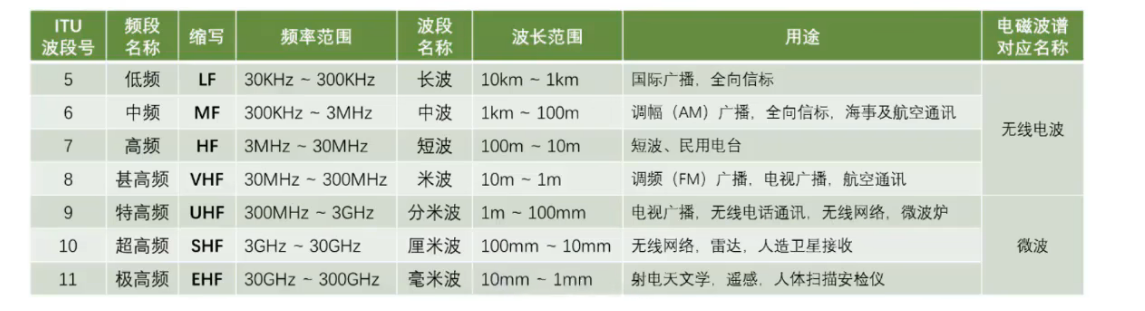 ITU
波段号
频段
名称
缩写
频率范围
波段
名称
波长范围
用途
电磁波谱
对应名称
5 低频 LF 30KHz ~ 300KHz 长波 10km ~ 1km 国际广播，全向信标
6 中频 MF 300KHz ~ 3MHz 中波 1km ~ 100m 调幅（AM）广播，全向信标，海事及航空通讯
无线电波
7 高频 HF 3MHz ~ 30MHz 短波 100m ~ 10m 短波、民用电台
8 甚高频 VHF 30MHz ~ 300MHz 米波 10m ~ 1m 调频（FM）广播，电视广播，航空通讯
9 特高频 UHF 300MHz ~ 3GHz 分米波 1m ~ 100mm 电视广播，无线电话通讯，无线网络，微波炉
10 超高频 SHF 3GHz ~ 30GHz 厘米波 100mm ~ 10mm 无线网络，雷达，人造卫星接收
微波
11 极高频 EHF 30GHz ~ 300GHz 毫米波 10mm ~ 1mm 射电天文学，遥感，人体扫描安检仪